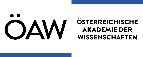 ÖAW
ÖSTERREICHISCHE
AKADEMIE DER
WISSENSCHAFTEN